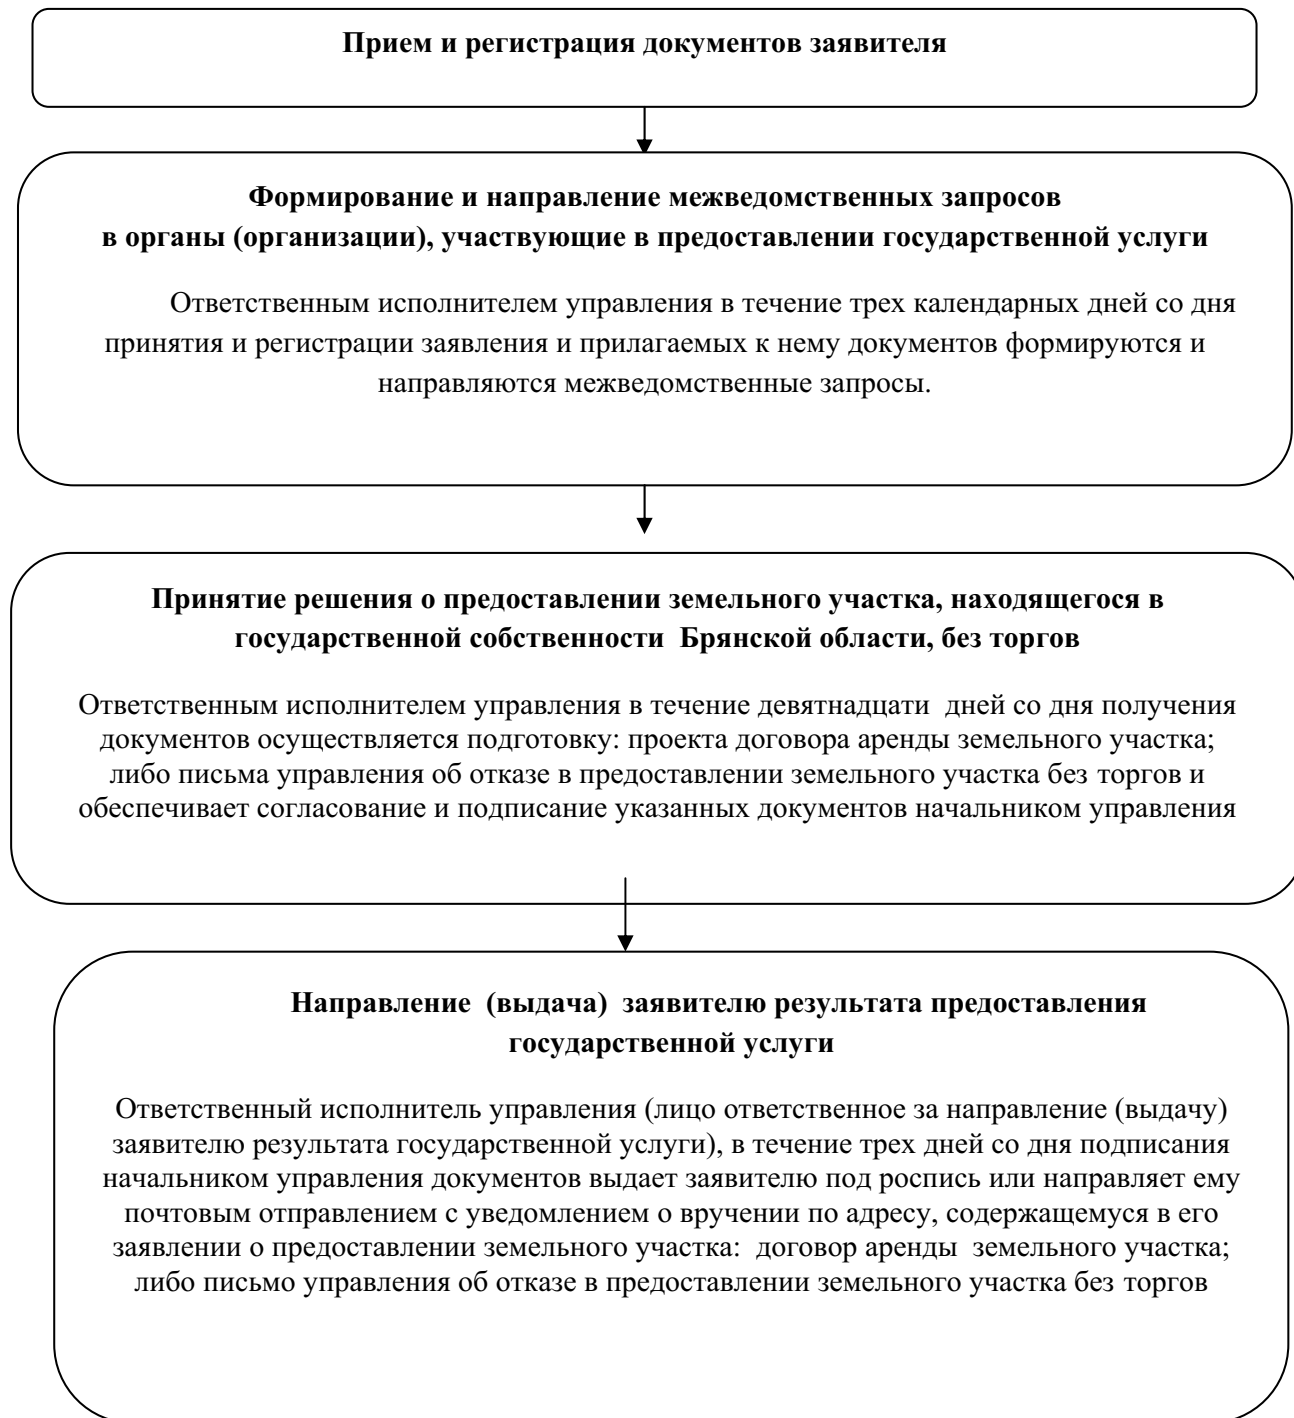 Прием и регистрация документов заявителя
Формирование и направление межведомственных запросов
в органы (организации), участвующие в предоставлении государственной услуги
Ответственным исполнителем управления в течение трех календарных дней со дня
принятия и регистрации заявления и прилагаемых к нему документов формируются и
направляются межведомственные запросы.
Принятие решения о предоставлении земельного участка, находящегося в
государственной собственности Брянской области, без торгов
Ответственным исполнителем управления в течение девятнадцати дней со дня получения
документов осуществляется подготовку: проекта договора аренды земельного участка;
либо письма управления об отказе в предоставлении земельного участка без торгов и
обеспечивает согласование и подписание указанных документов начальником управления
Направление (выдача) заявителю результата предоставления
государственной услуги
Ответственный исполнитель управления (лицо ответственное за направление (выдачу)
заявителю результата государственной услуги), в течение трех дней со дня подписания
начальником управления документов выдает заявителю под роспись или направляет ему
почтовым отправлением с уведомлением о вручении по адресу, содержащемуся в его
заявлении о предоставлении земельного участка: договор аренды земельного участка;
либо письмо управления об отказе в предоставлении земельного участка без торгов